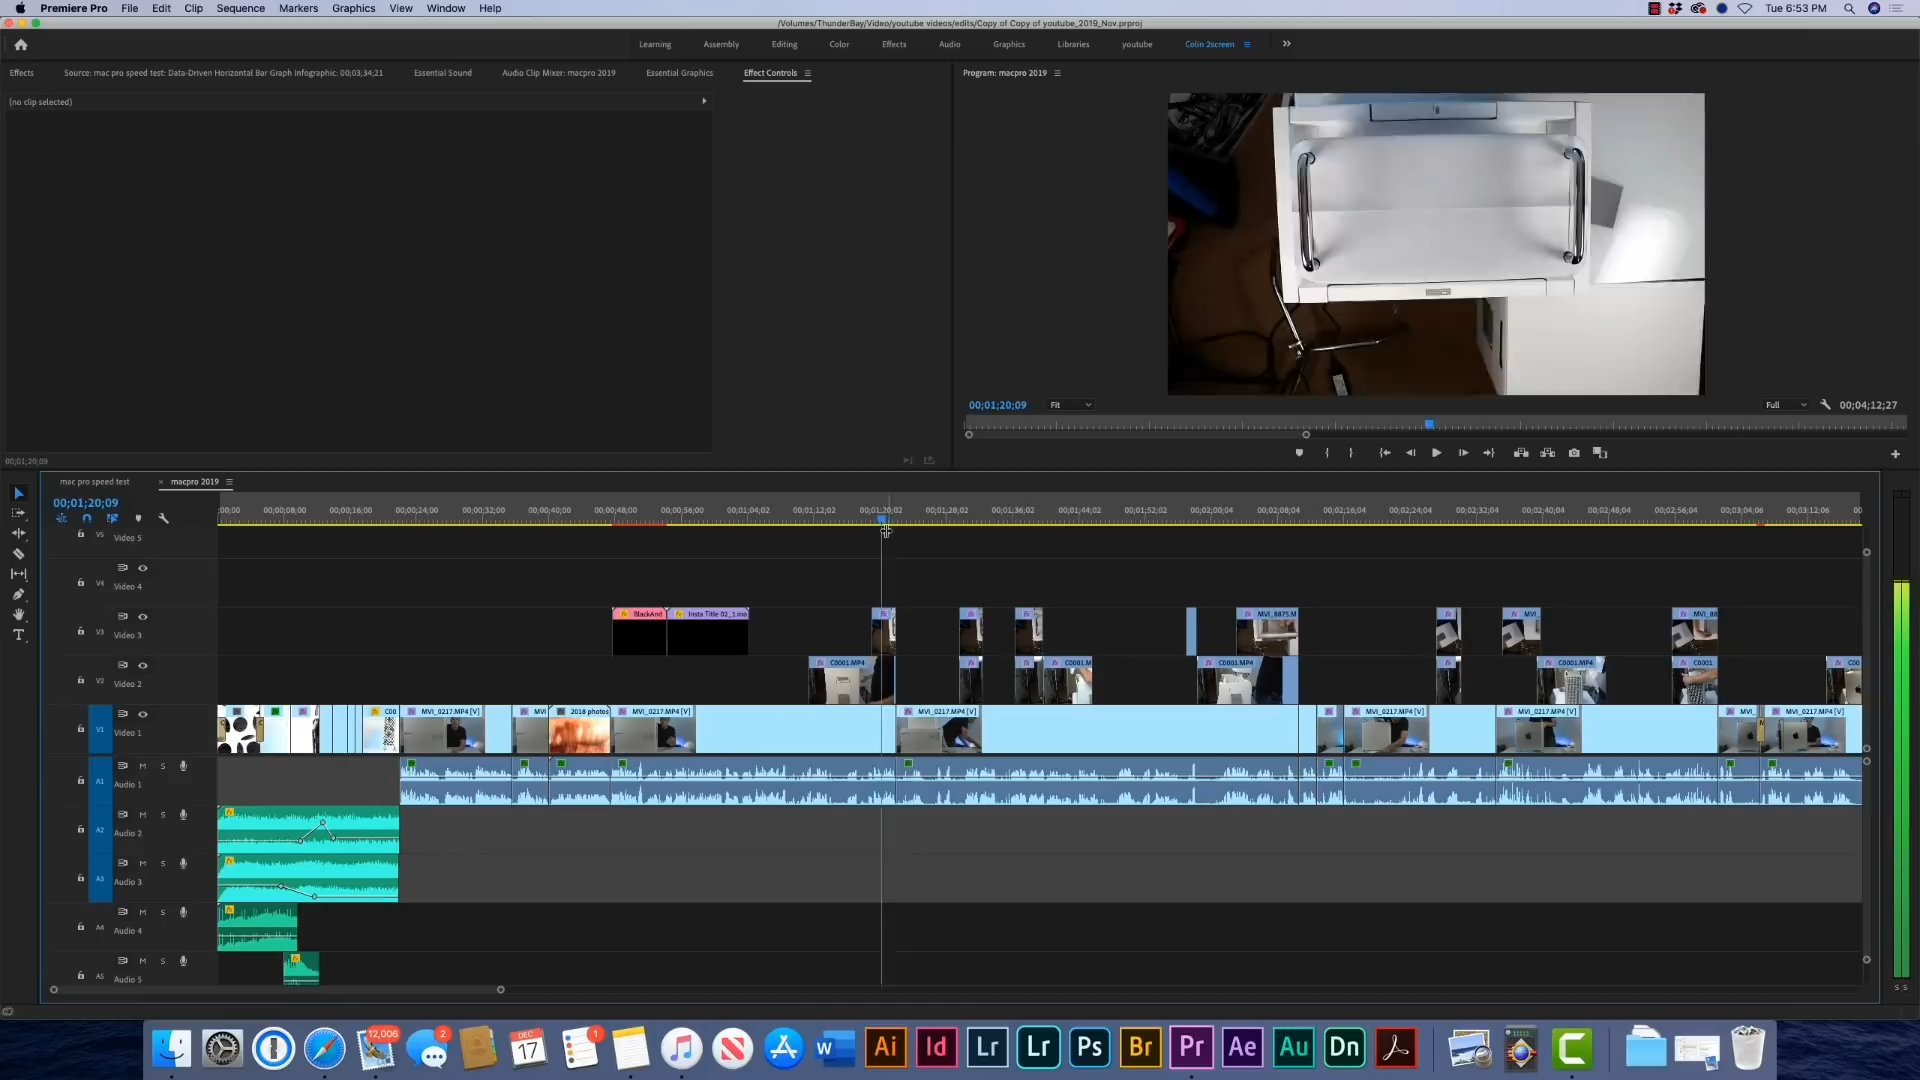 Premiere Pro File Edit Clip Sequence Markers Graphics View Window Help Tue 6:53 PM
/Volumes/ThunderBay/Video/youtube videos/edits/Copy of Copy of youtube_2019_Nov.prproj
Learning Assembly Editing Color Effects Audio Graphics Libraries youtube Colin 2screen
Effects Source: mac pro speed test: Data-Driven Horizontal Bar Graph Infographic: 00;03;34;21 Essential Sound Audio Clip Mixer: macpro 2019 Essential Graphics Effect Controls Program: macpro 2019
(no clip selected)
00;01;20;09 Fit Full 00;04;12;27
00;01;20;09
mac pro speed test × macpro 2019
00;01;20;09
;00;00 00;00;08;00 00;00;16;00 00;00;24;00 00;00;32;00 00;00;40;00 00;00;48;00 00;00;56;00 00;01;04;02 00;01;12;02 00;01;20;02 00;01;28;02 00;01;36;02 00;01;44;02 00;01;52;02 00;02;00;04 00;02;08;04 00;02;16;04 00;02;24;04 00;02;32;04 00;02;40;04 00;02;48;04 00;02;56;04 00;03;04;06 00;03;12;06 00
V5 Video 5
V4 Video 4
BlackAnd Insta Title 02_1.mo MVI_8875.M MVI
V3 Video 3
C0001.MP4 C0001.M C0001.MP4 C0001.MP4 C0001. C00
V2 Video 2
C00 MVI_0217.MP4 [V] MVI 2018 photos MVI_0217.MP4 [V] MVI_0217.MP4 [V] MVI_0217.MP4 [V] MVI_0217.MP4 [V] MVI_ MVI_0217.MP4 [V]
V1 Video 1
M S
A1 Audio 1
M S
A2 Audio 2
M S
A3 Audio 3
M S
A4 Audio 4
M S
A5 Audio 5
S S
12,006 2 DEC 17 1 W Ai Id Lr Lr Ps Br Pr Ae Au Dn